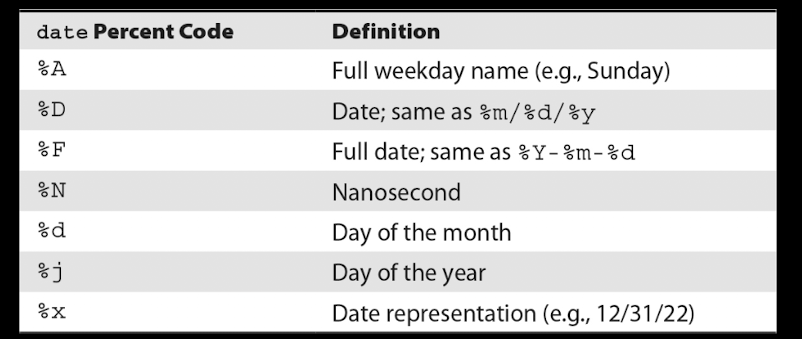 date Percent Code Definition
%A Full weekday name (e.g., Sunday)
%D Date; same as %m/%d/%y
%F Full date; same as %Y-%m-%d
%N Nanosecond
%d Day of the month
%j Day of the year
%x Date representation (e.g., 12/31/22)